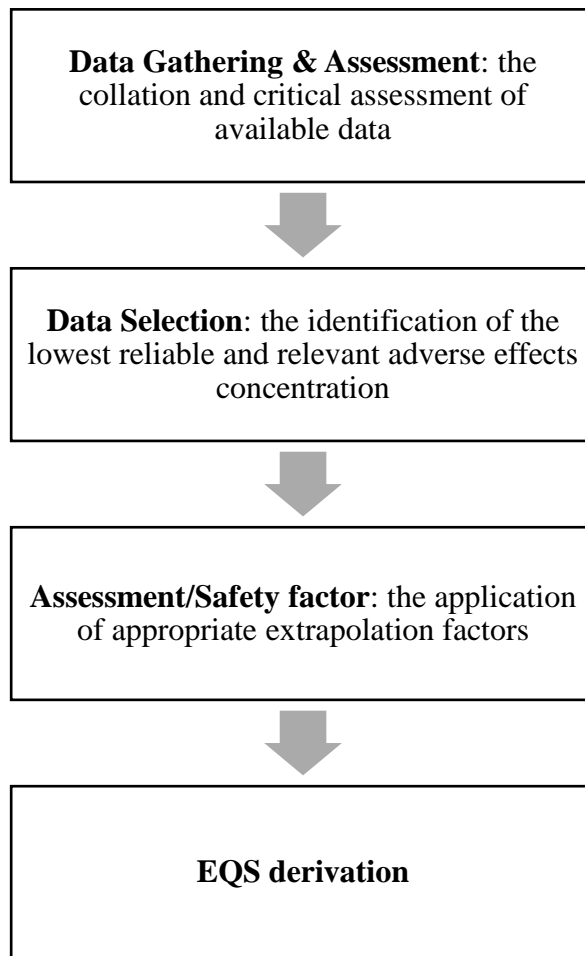 Data Gathering & Assessment: the
collation and critical assessment of
available data
Data Selection: the identification of the
lowest reliable and relevant adverse effects
concentration
Assessment/Safety factor: the application
of appropriate extrapolation factors
EQS derivation